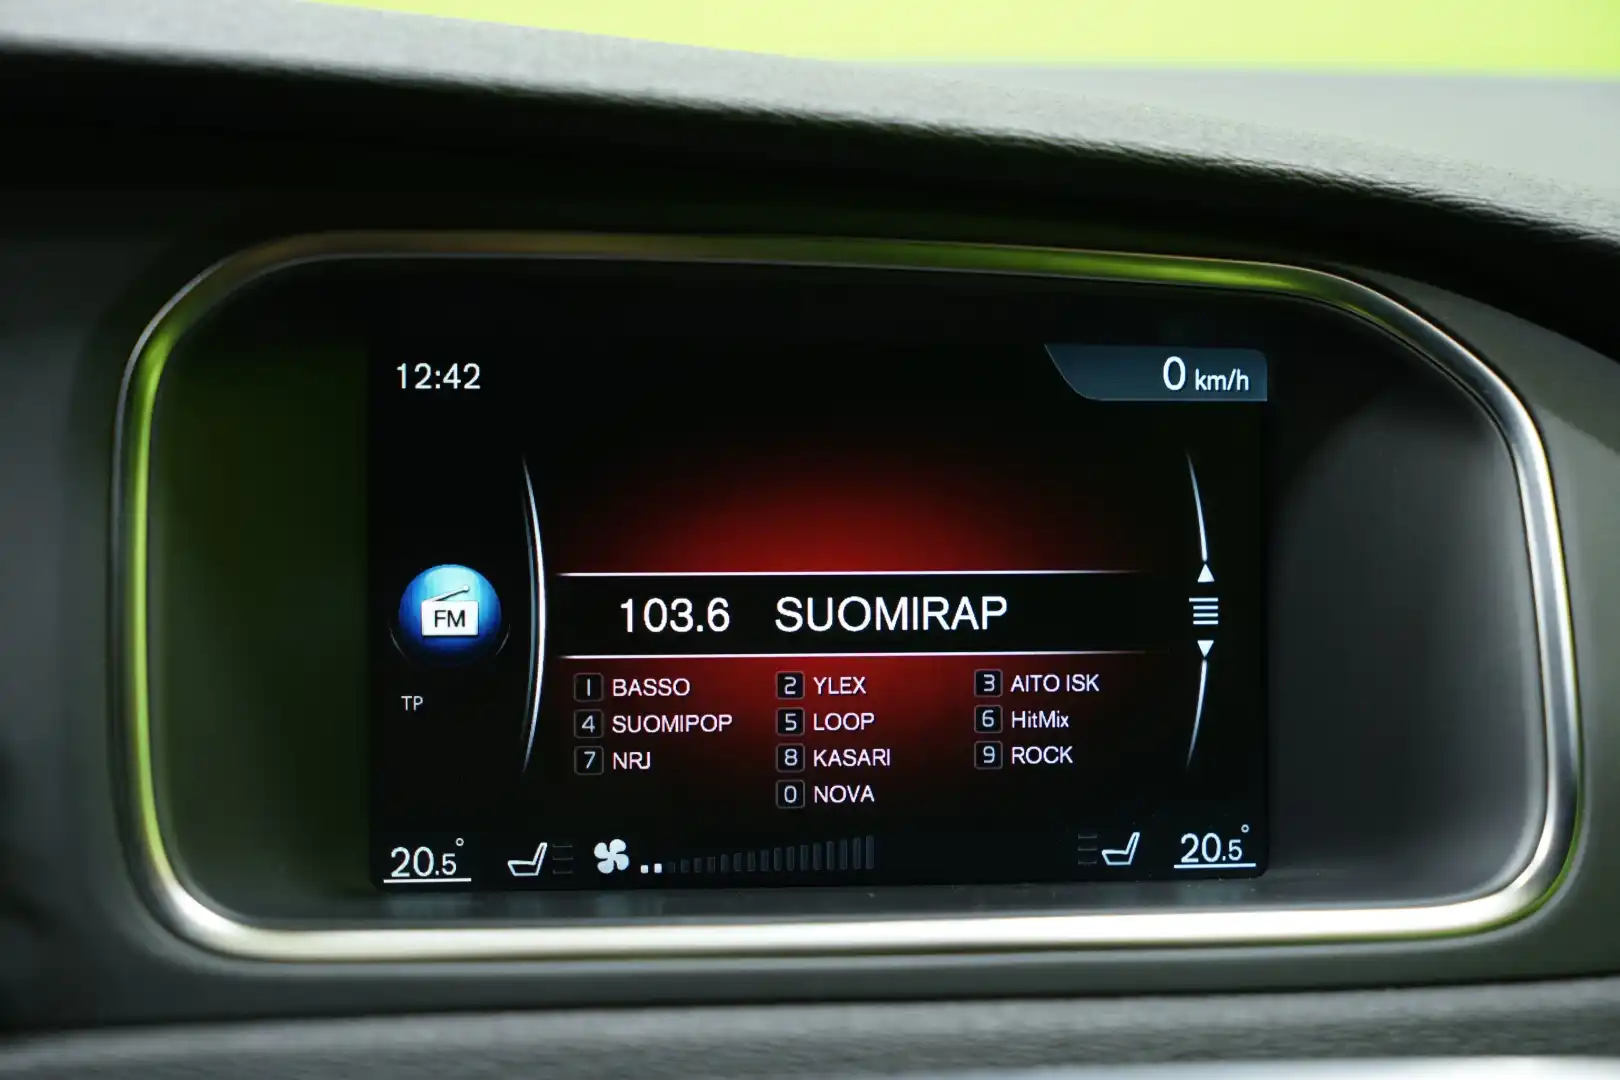 12:42
0 km/h
FM
103.6 SUOMIRAP
TP
1 BASSO 2 YLEX 3 AITO ISK
4 SUOMIPOP 5 LOOP 6 HitMix
7 NRJ 8 KASARI 9 ROCK
0 NOVA
20.5° 20.5°